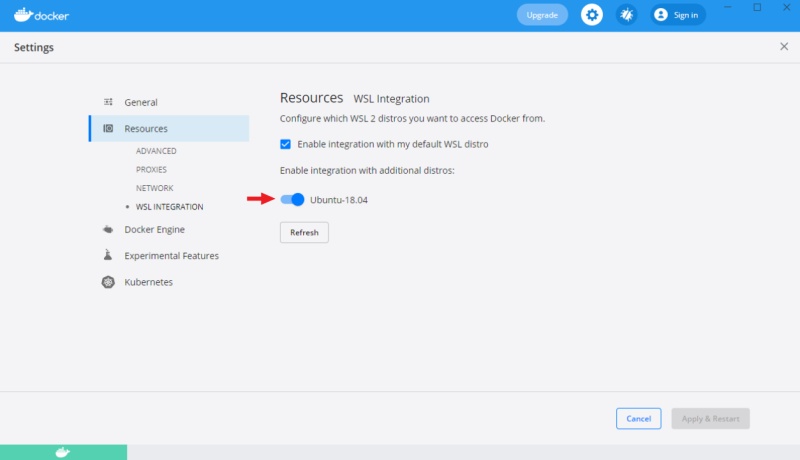 docker
Upgrade
Sign in
Settings
General
Resources
ADVANCED
PROXIES
NETWORK
WSL INTEGRATION
Docker Engine
Experimental Features
Kubernetes
Resources WSL Integration
Configure which WSL 2 distros you want to access Docker from.
Enable integration with my default WSL distro
Enable integration with additional distros:
Ubuntu-18.04
Refresh
Cancel
Apply & Restart